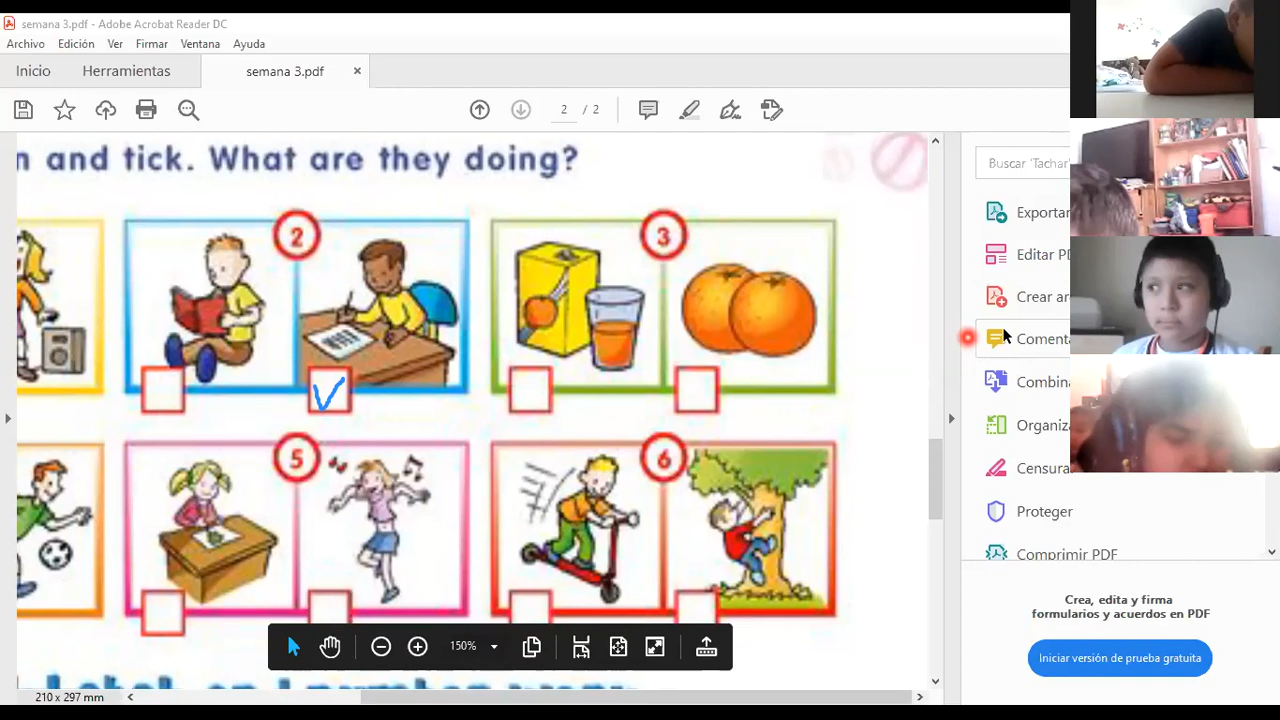 semana 3.pdf - Adobe Acrobat Reader DC
Archivo Edición Ver Firmar Ventana Ayuda
Inicio Herramientas semana 3.pdf ×
2 / 2
n and tick. What are they doing?
2
3
5
6
Buscar 'Tachar
Exportar
Editar PD
Crear ar
Comenta
Combina
Organiza
Censura
Proteger
Comprimir PDF
Crea, edita y firma
formularios y acuerdos en PDF
Iniciar versión de prueba gratuita
150%
210 x 297 mm